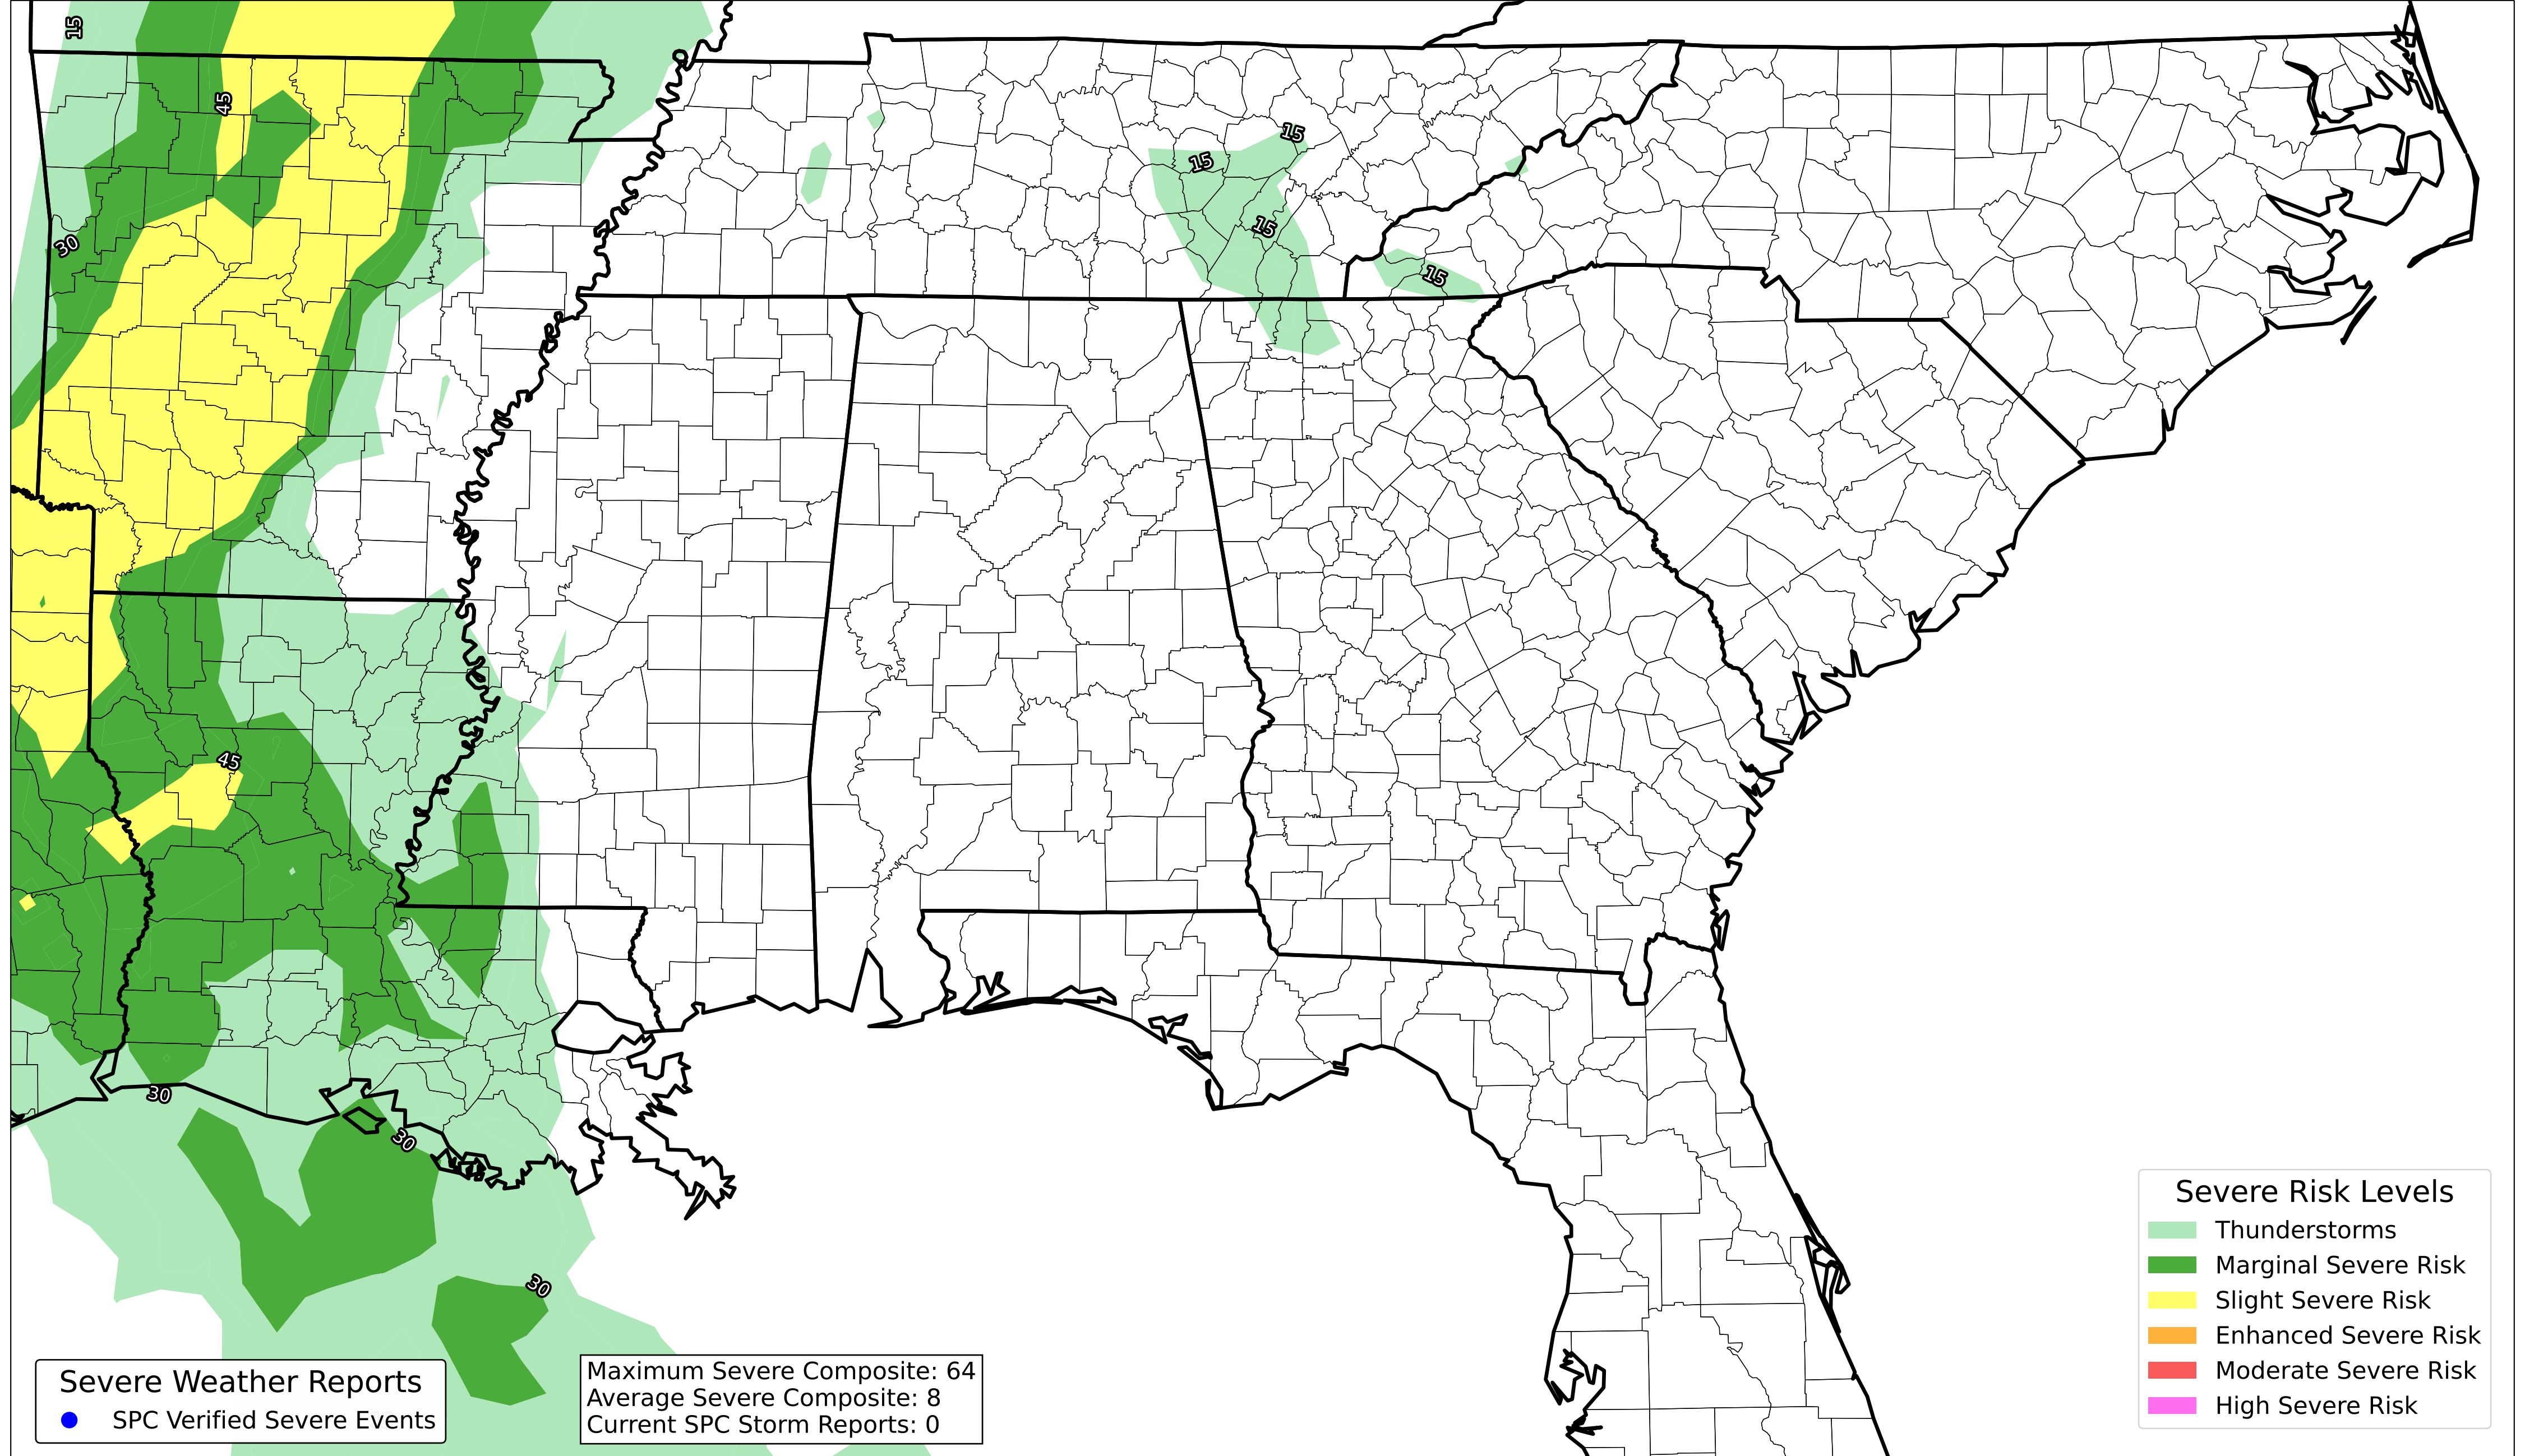 15
45
15
15
30
15
15
45
30
30
30
Severe Risk Levels
Thunderstorms
Marginal Severe Risk
Slight Severe Risk
Enhanced Severe Risk
Moderate Severe Risk
High Severe Risk
Severe Weather Reports
SPC Verified Severe Events
Maximum Severe Composite: 64
Average Severe Composite: 8
Current SPC Storm Reports: 0